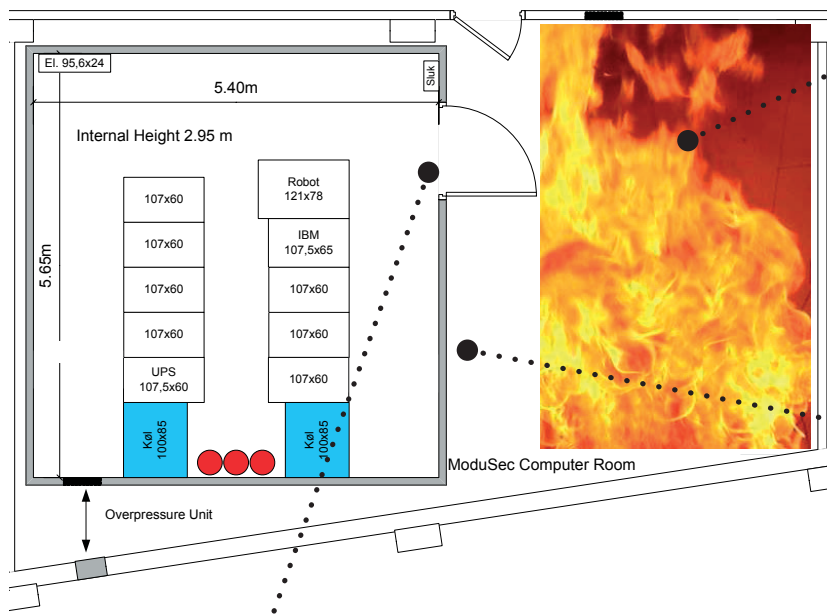 El. 95,6x24
5.40m
Sluk
Internal Height 2.95 m
5.65m
107x60
107x60
107x60
107x60
UPS
107,5x60
Køl
100x85
Robot
121x78
IBM
107,5x65
107x60
107x60
107x60
Køl
100x85
ModuSec Computer Room
Overpressure Unit